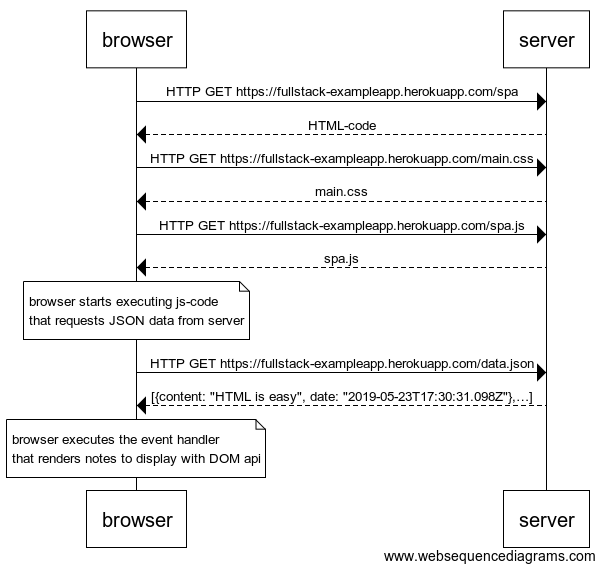 browser
server
HTTP GET https://fullstack-exampleapp.herokuapp.com/spa
HTML-code
HTTP GET https://fullstack-exampleapp.herokuapp.com/main.css
main.css
HTTP GET https://fullstack-exampleapp.herokuapp.com/spa.js
spa.js
browser starts executing js-code
that requests JSON data from server
HTTP GET https://fullstack-exampleapp.herokuapp.com/data.json
[{content: "HTML is easy", date: "2019-05-23T17:30:31.098Z"},...]
browser executes the event handler
that renders notes to display with DOM api
browser
server
www.websequencediagrams.com